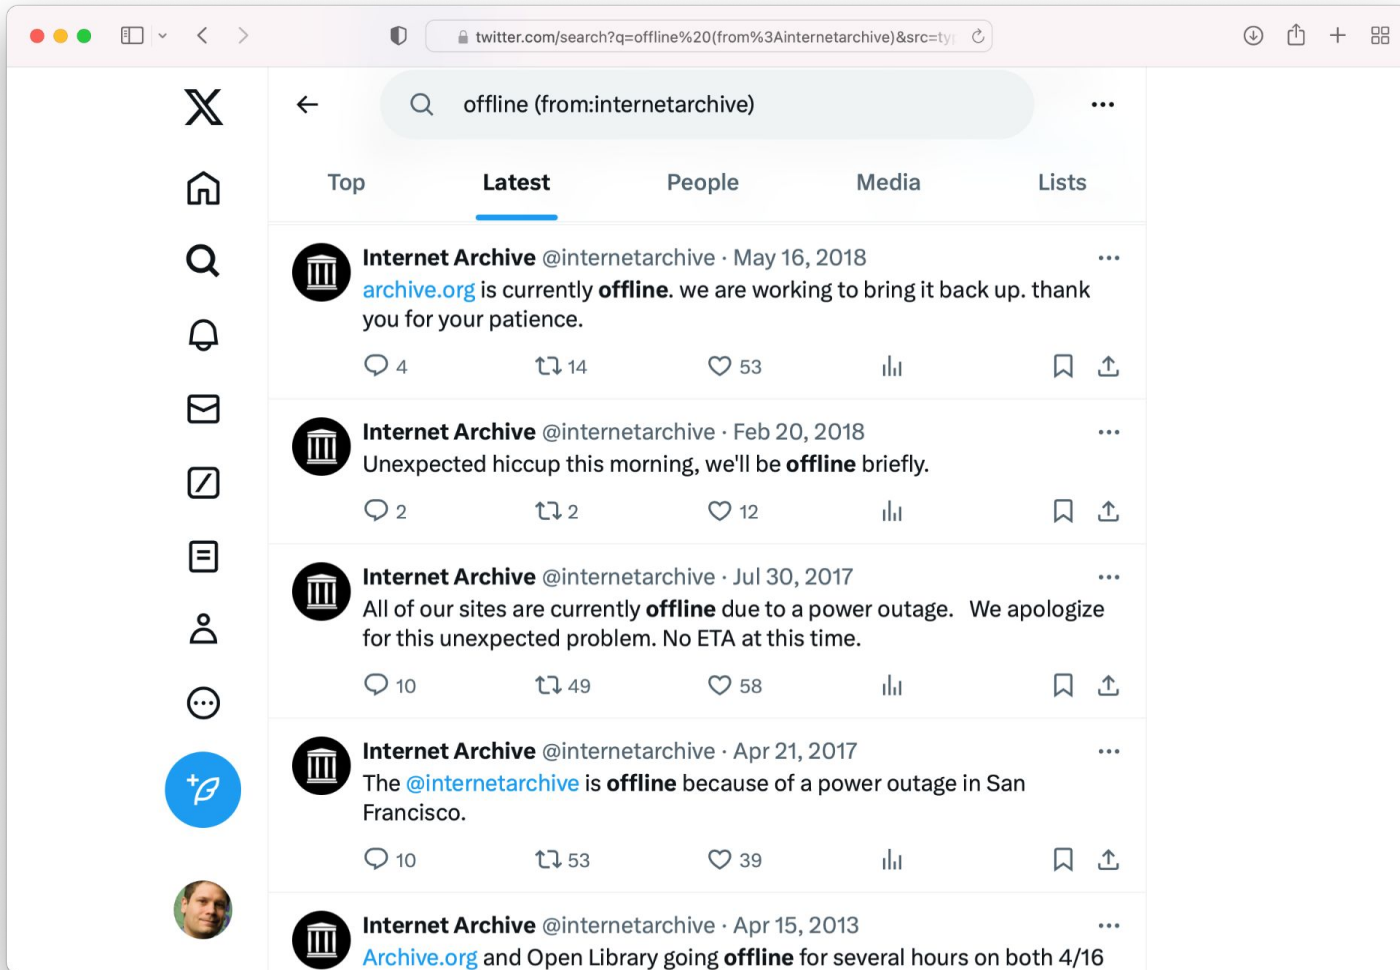 twitter.com/search?q=offline%20(from%3Ainternetarchive)&src=ty
offline (from:internetarchive)
Top Latest People Media Lists
Internet Archive @internetarchive · May 16, 2018
archive.org is currently offline. we are working to bring it back up. thank
you for your patience.
4 14 53
Internet Archive @internetarchive · Feb 20, 2018
Unexpected hiccup this morning, we'll be offline briefly.
2 2 12
Internet Archive @internetarchive · Jul 30, 2017
All of our sites are currently offline due to a power outage.   We apologize
for this unexpected problem. No ETA at this time.
10 49 58
Internet Archive @internetarchive · Apr 21, 2017
The @internetarchive is offline because of a power outage in San
Francisco.
10 53 39
Internet Archive @internetarchive · Apr 15, 2013
Archive.org and Open Library going offline for several hours on both 4/16